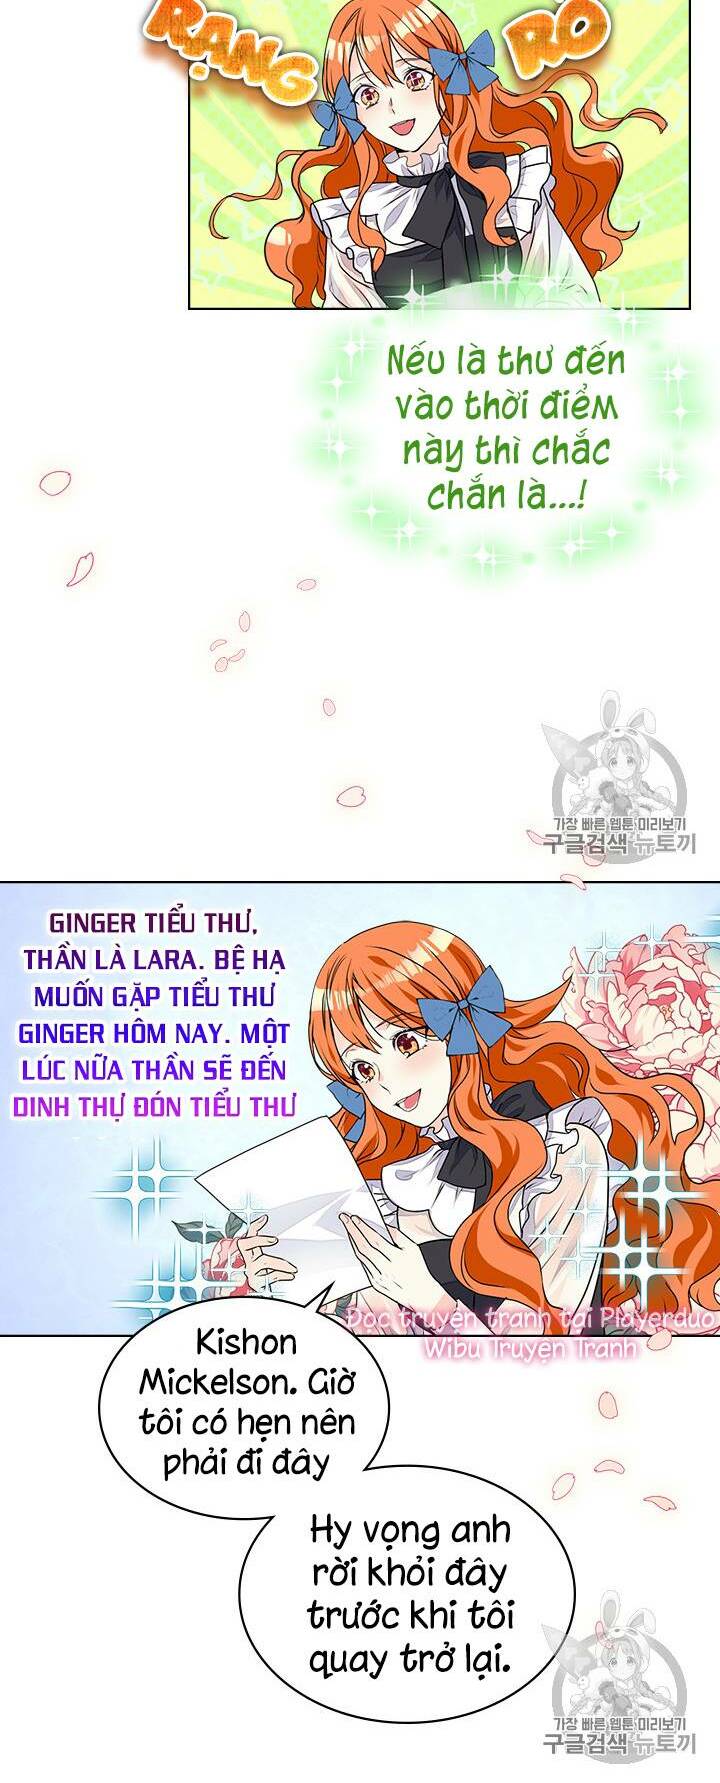 RẠNG RỠ
Nếu là thư đến
vào thời điểm
này thì chắc
chắn là...!
가장 빠른 웹툰 미리보기
구글검색 뉴토끼
GINGER TIỂU THƯ,
THẦN LÀ LARA. BỆ HẠ
MUỐN GẶP TIỂU THƯ
GINGER HÔM NAY. MỘT
LÚC NỮA THẦN SẼ ĐẾN
DINH THỰ ĐÓN TIỂU THƯ
Đọc truyện tranh tại Playerduo
Wibu Truyện Tranh
Kishon
Mickelson. Giờ
tôi có hẹn nên
phải đi đây
Hy vọng anh
rời khỏi đây
trước khi tôi
quay trở lại.
가장 빠른 웹툰 미리보기
구글검색 뉴토끼